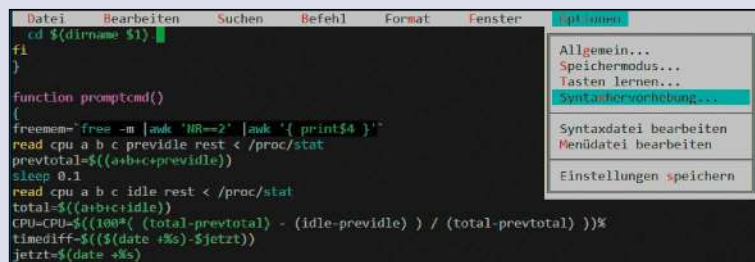 Datei Bearbeiten Suchen Befehl Format Fenster Optionen
cd $(dirname $1).
fi
}
function promptcmd()
{
freemem=`free -m |awk 'NR==2' |awk '{ print$4 }'`
read cpu a b c previdle rest < /proc/stat
prevtotal=$((a+b+c+previdle))
sleep 0.1
read cpu a b c idle rest < /proc/stat
total=$((a+b+c+idle))
CPU=CPU=$((100*( (total-prevtotal) - (idle-previdle) ) / (total-prevtotal) ))%
timediff=$(($(date +%s)-$jetzt))
jetzt=$(date +%s)
Allgemein...
Speichermodus...
Tasten lernen...
Syntaxhervorhebung...
Syntaxdatei bearbeiten
Menüdatei bearbeiten
Einstellungen speichern